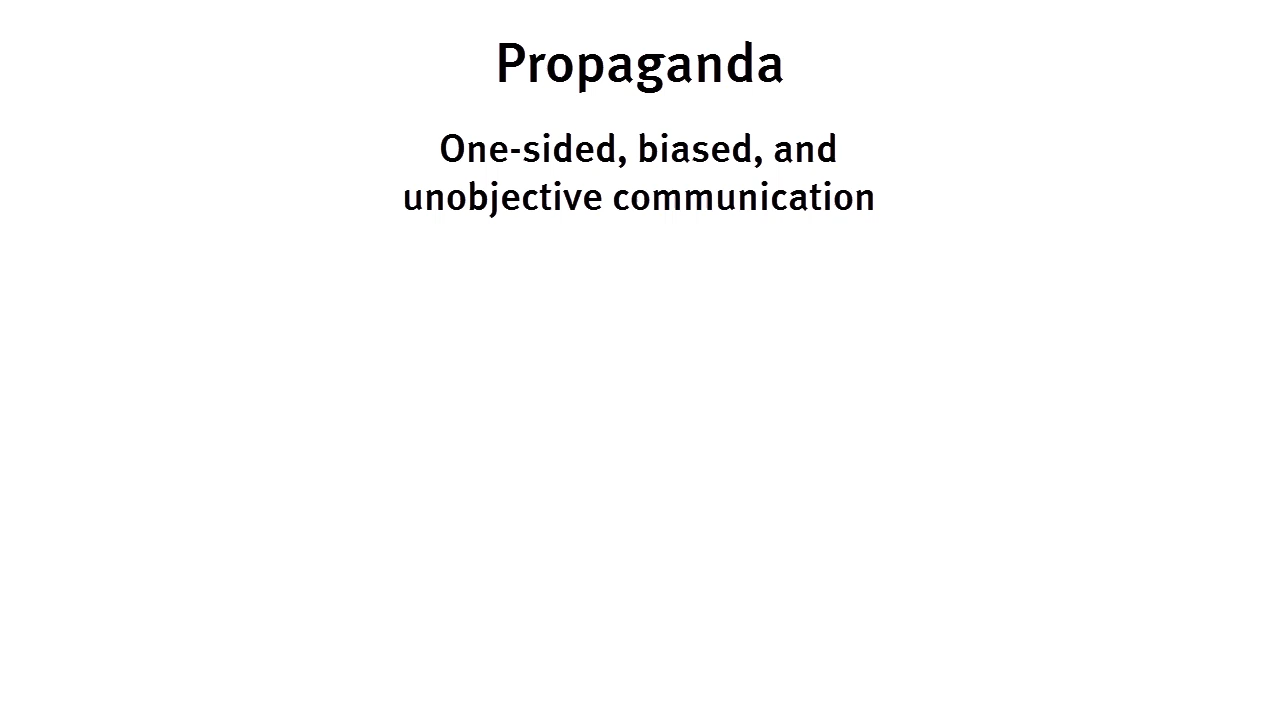 Propaganda
One-sided, biased, and
unobjective communication